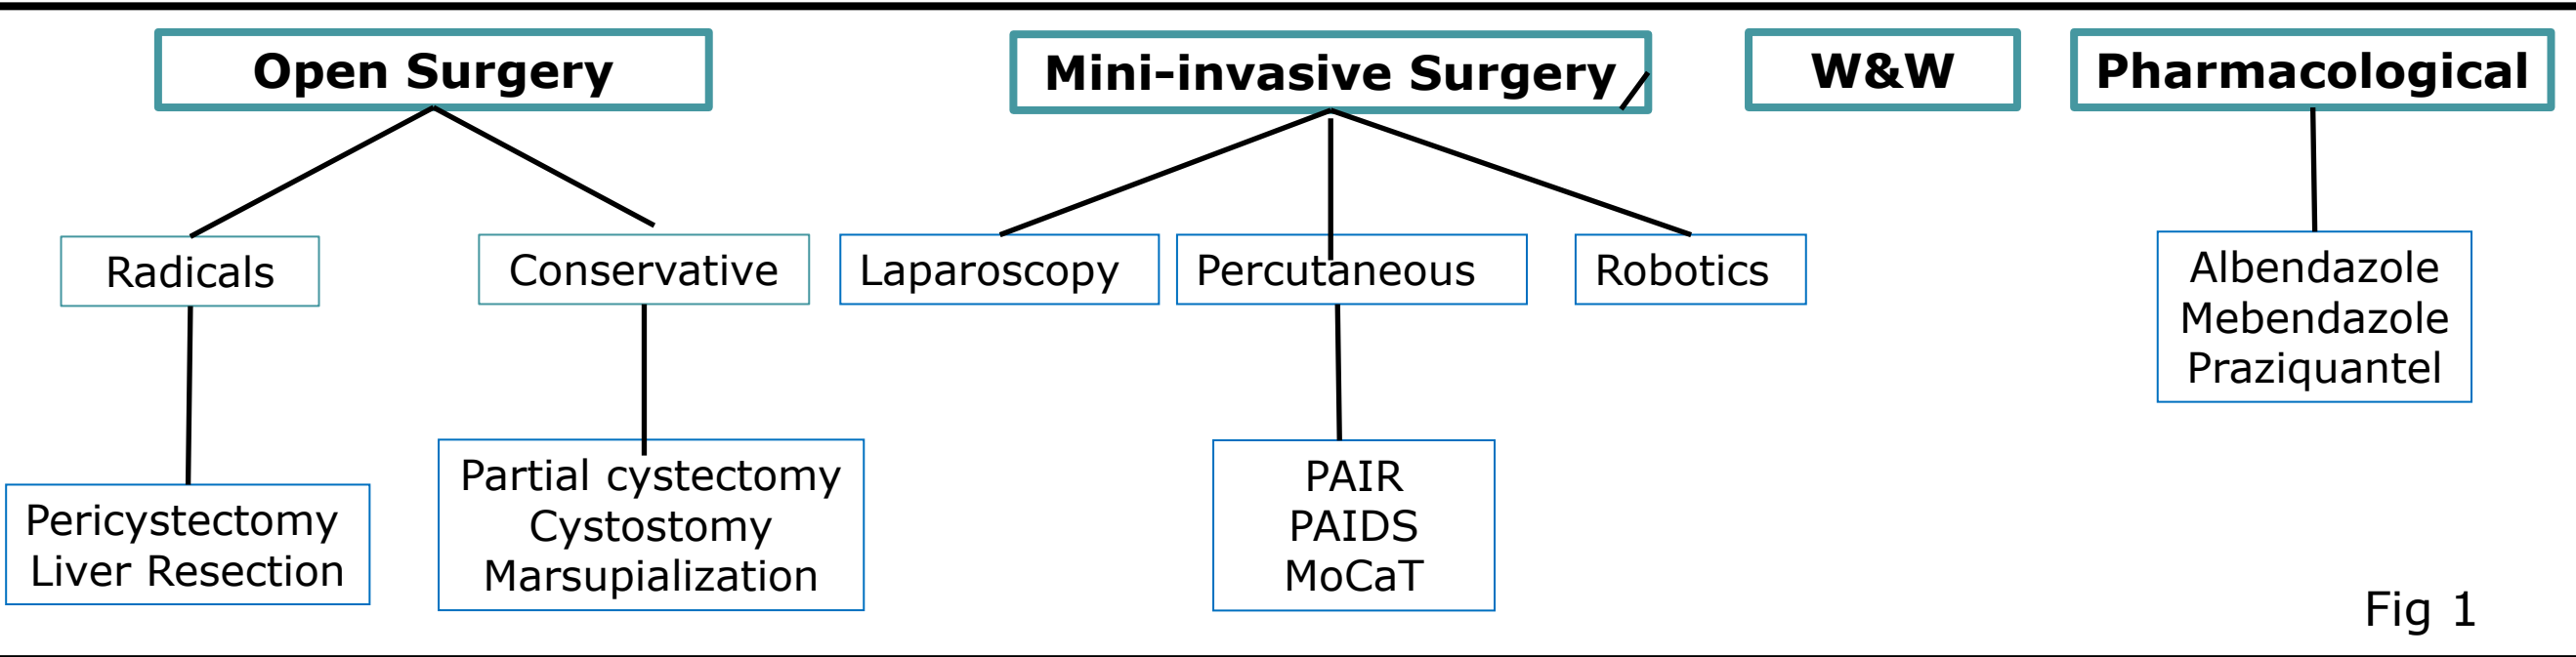 Open Surgery
Mini-invasive Surgery
W&W
Pharmacological
Radicals
Conservative
Laparoscopy
Percutaneous
Robotics
Albendazole
Mebendazole
Praziquantel
Pericystectomy
Liver Resection
Partial cystectomy
Cystostomy
Marsupialization
PAIR
PAIDS
MoCaT
Fig 1